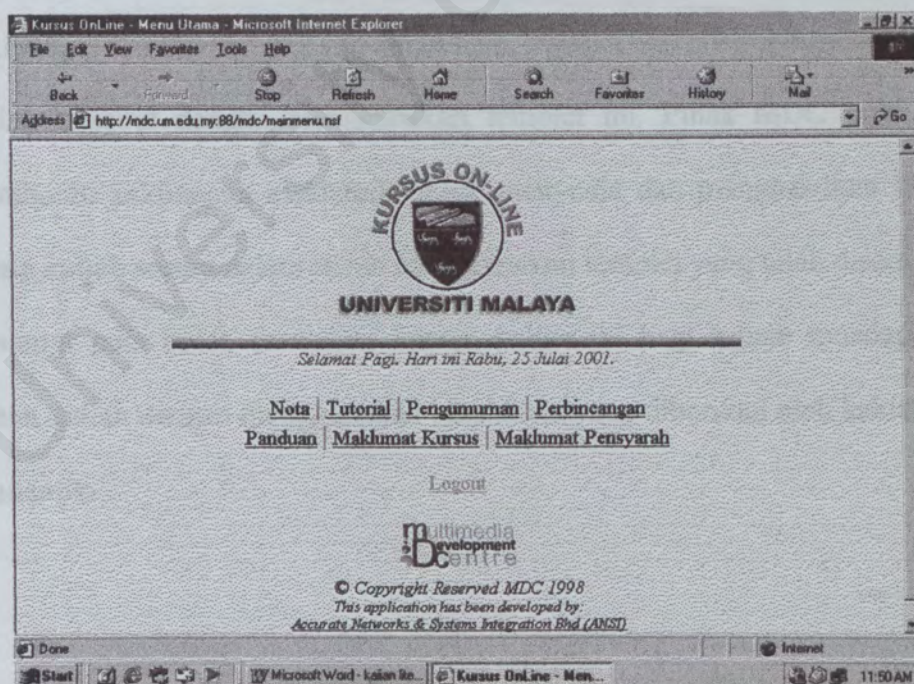 Kursus OnLine - Menu Utama - Microsoft Internet Explorer
File Edit View Favorites Tools Help
Back Forward Stop Refresh Home Search Favorites History Mail
Address http://mdc.um.edu.my:88/mdc/mainmenu.nsf Go
KURSUS ON-LINE
UNIVERSITI MALAYA
Selamat Pagi. Hari ini Rabu, 25 Julai 2001.
Nota | Tutorial | Pengumuman | Perbincangan
Panduan | Maklumat Kursus | Maklumat Pensyarah
Logout
Multimedia
Development
Centre
© Copyright Reserved MDC 1998
This application has been developed by:
Accurate Networks & Systems Integration Bhd (ANSI)
Done Internet
Start Microsoft Word - Kursus OnLine - Men... 11:50 AM
University